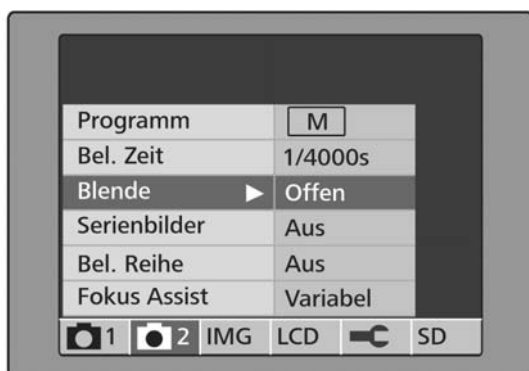 Programm M
Bel. Zeit 1/4000s
Blende ▶ Offen
Serienbilder Aus
Bel. Reihe Aus
Fokus Assist Variabel
1 2 IMG LCD SD